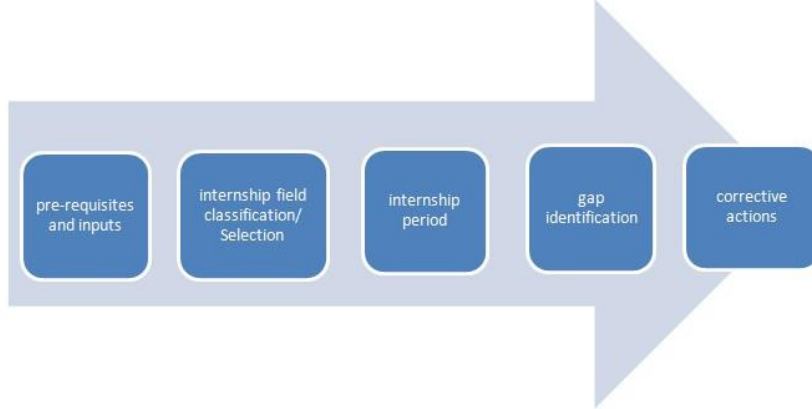 pre-requisites
and inputs
internship field
classification/
Selection
internship
period
gap
identification
corrective
actions